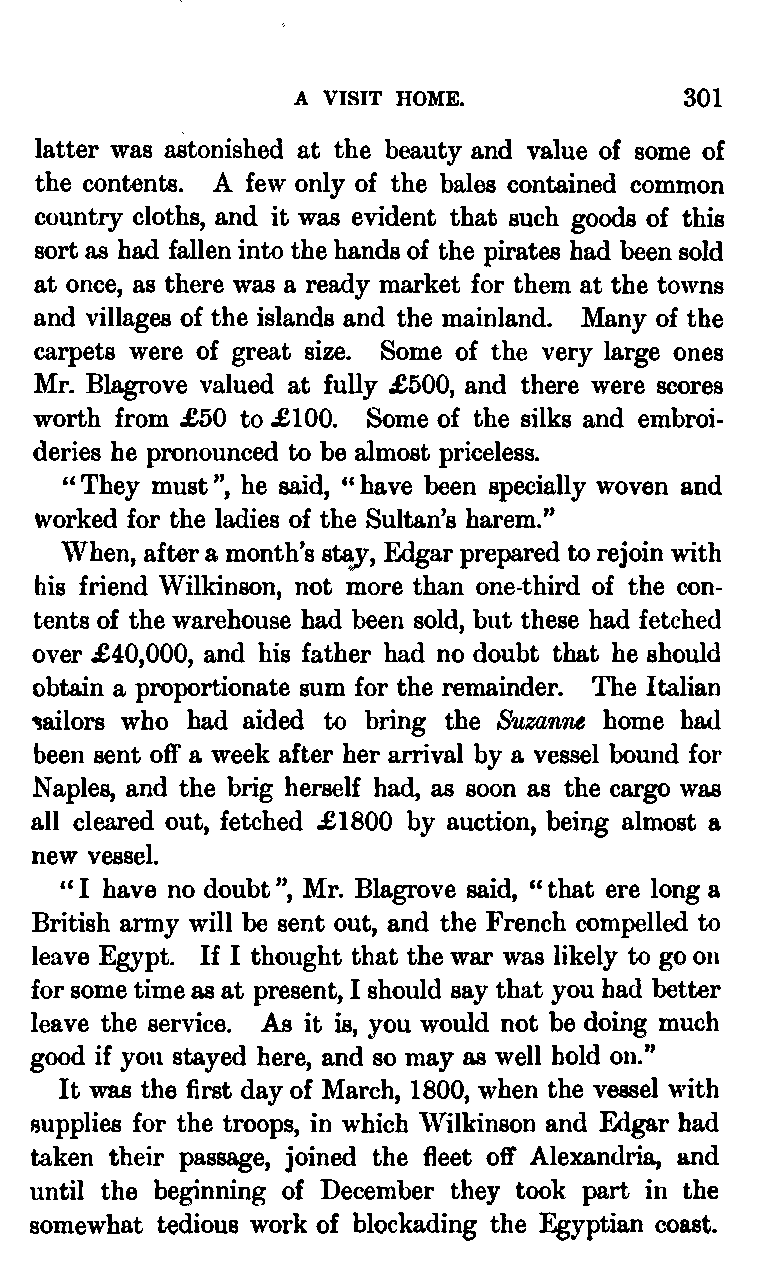 A VISIT HOME. 301
latter was astonished at the beauty and value of some of
the contents. A few only of the bales contained common
country cloths, and it was evident that such goods of this
sort as had fallen into the hands of the pirates had been sold
at once, as there was a ready market for them at the towns
and villages of the islands and the mainland. Many of the
carpets were of great size. Some of the very large ones
Mr. Blagrove valued at fully £500, and there were scores
worth from £50 to £100. Some of the silks and embroi-
deries he pronounced to be almost priceless.
"They must", he said, "have been specially woven and
worked for the ladies of the Sultan's harem."
When, after a month's stay, Edgar prepared to rejoin with
his friend Wilkinson, not more than one-third of the con-
tents of the warehouse had been sold, but these had fetched
over £40,000, and his father had no doubt that he should
obtain a proportionate sum for the remainder. The Italian
sailors who had aided to bring the Suzanne home had
been sent off a week after her arrival by a vessel bound for
Naples, and the brig herself had, as soon as the cargo was
all cleared out, fetched £1800 by auction, being almost a
new vessel.
"I have no doubt", Mr. Blagrove said, "that ere long a
British army will be sent out, and the French compelled to
leave Egypt. If I thought that the war was likely to go on
for some time as at present, I should say that you had better
leave the service. As it is, you would not be doing much
good if you stayed here, and so may as well hold on."
It was the first day of March, 1800, when the vessel with
supplies for the troops, in which Wilkinson and Edgar had
taken their passage, joined the fleet off Alexandria, and
until the beginning of December they took part in the
somewhat tedious work of blockading the Egyptian coast.